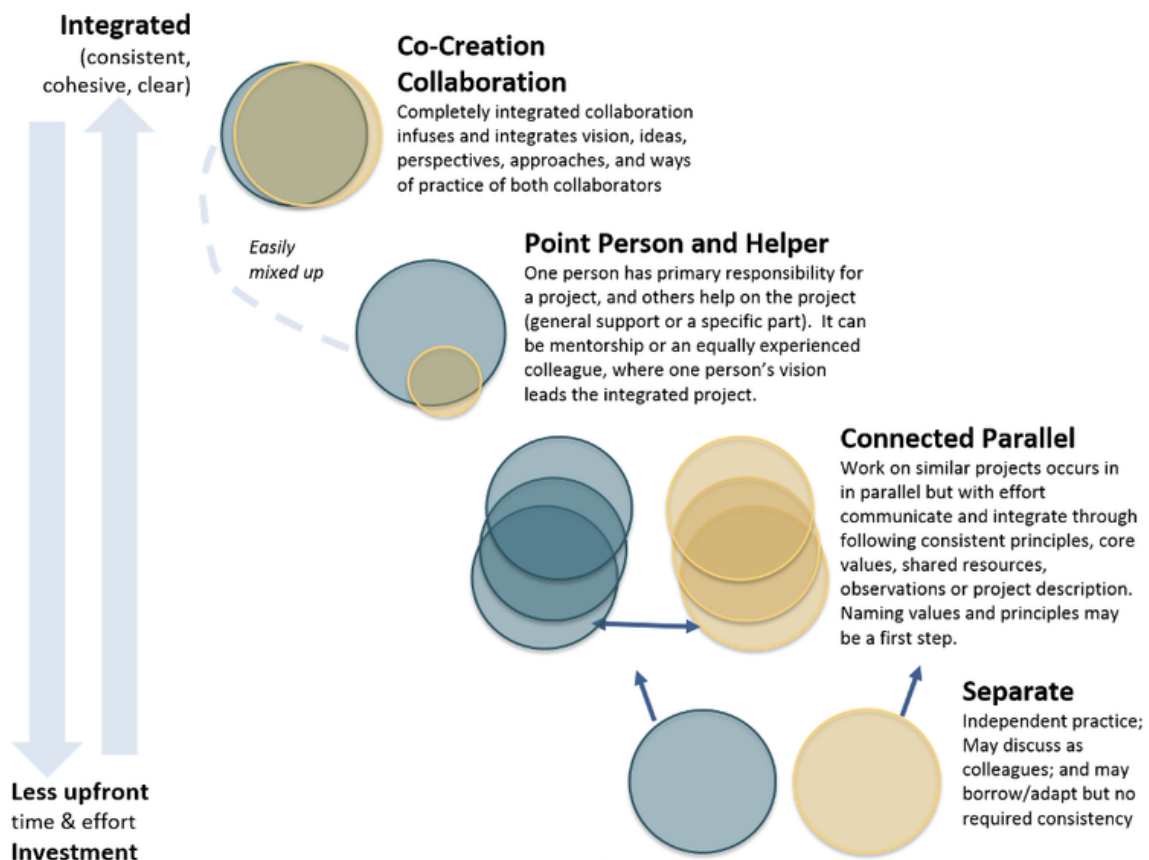 Integrated
(consistent,
cohesive, clear)
Co-Creation
Collaboration
Completely integrated collaboration
infuses and integrates vision, ideas,
perspectives, approaches, and ways
of practice of both collaborators
Easily
mixed up
Point Person and Helper
One person has primary responsibility for
a project, and others help on the project
(general support or a specific part).  It can
be mentorship or an equally experienced
colleague, where one person's vision
leads the integrated project.
Connected Parallel
Work on similar projects occurs in
in parallel but with effort
communicate and integrate through
following consistent principles, core
values, shared resources,
observations or project description.
Naming values and principles may
be a first step.
Separate
Independent practice;
May discuss as
colleagues; and may
borrow/adapt but no
required consistency
Less upfront
time & effort
Investment